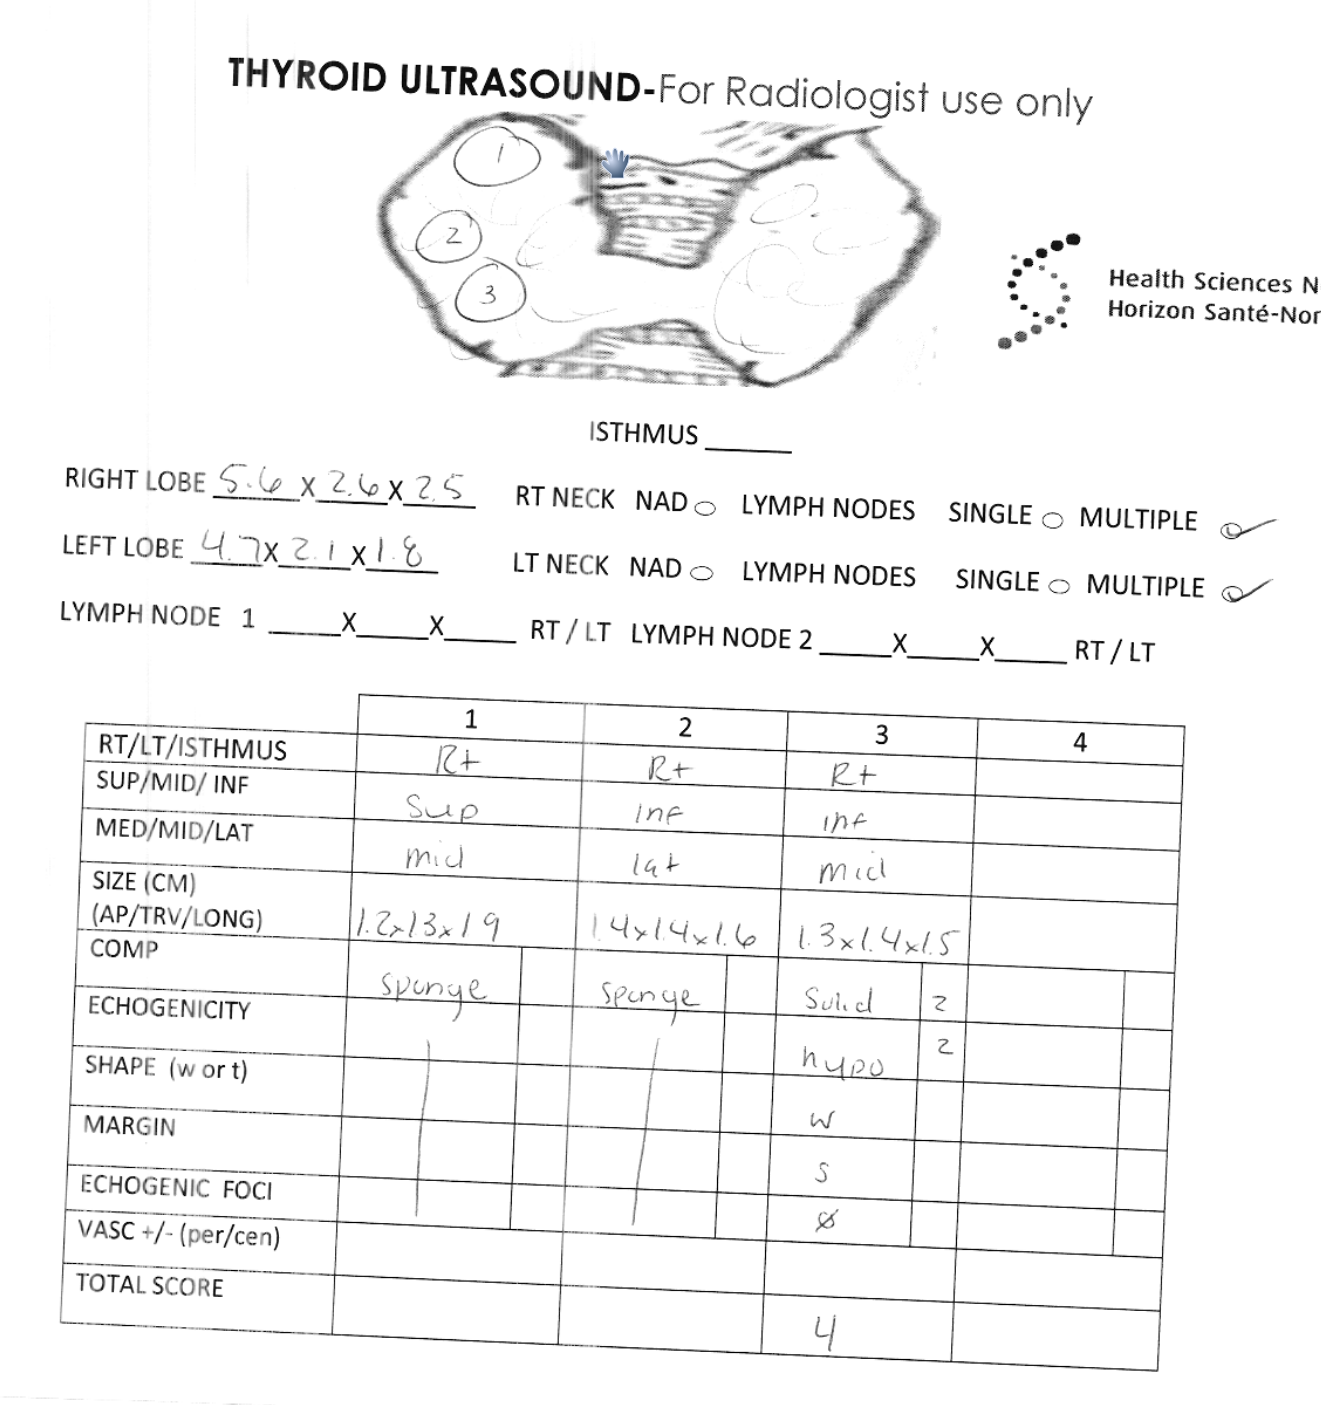 THYROID ULTRASOUND-For Radiologist use only
1
2
3
Health Sciences N
Horizon Santé-Nor
ISTHMUS ______
RIGHT LOBE 5.6 X 2.6 X 2.5 RT NECK NAD LYMPH NODES SINGLE MULTIPLE ✓
LEFT LOBE 4.7 X 2.1 X 1.8 LT NECK NAD LYMPH NODES SINGLE MULTIPLE ✓
LYMPH NODE 1 _____X_____X_____ RT / LT LYMPH NODE 2 _____X_____X_____ RT / LT
1 2 3 4
RT/LT/ISTHMUS Rt Rt Rt
SUP/MID/ INF Sup inf inf
MED/MID/LAT mid lat mid
SIZE (CM)
(AP/TRV/LONG) 1.2x1.3x1.9 1.4x1.4x1.6 1.3x1.4x1.5
COMP sponge sponge Solid 2
ECHOGENICITY hypo 2
SHAPE (w or t) w
MARGIN s
ECHOGENIC FOCI Ø
VASC +/- (per/cen)
TOTAL SCORE 4